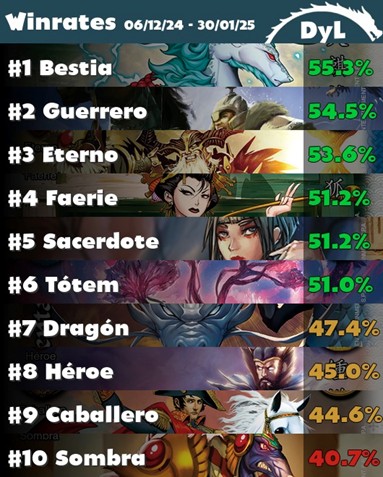 Winrates 06/12/24 - 30/01/25
DyL
#1 Bestia 55.3%
#2 Guerrero 54.5%
#3 Eterno 53.6%
#4 Faerie 51.2%
#5 Sacerdote 51.2%
#6 Tótem 51.0%
#7 Dragón 47.4%
Héroe
#8 Héroe 45.0%
#9 Caballero 44.6%
Sombra
#10 Sombra 40.7%